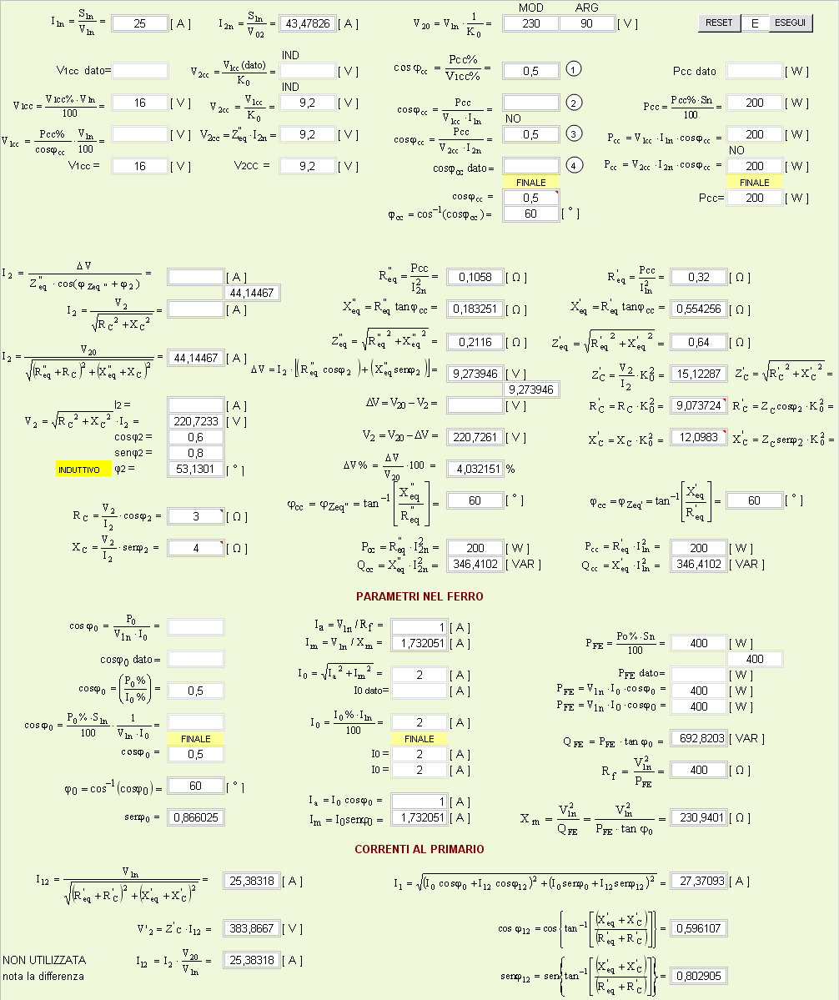 MOD ARG
I1n = S1n/V1n = 25 [ A ] I2n = S1n/V02 = 43,47826 [ A ] V20 = V1n · 1/K0 = 230 90 [ V ] RESET E ESEGUI
IND
V1cc dato= [ V ] V2cc = V1cc (dato)/K0 = [ V ] cos φcc = Pcc%/V1cc% = 0,5 1 Pcc dato [ W ]
IND
V1cc = V1cc% · V1n/100 = 16 [ V ] V2cc = V1cc/K0 = 9,2 [ V ] cosφcc = Pcc/V1cc · I1n = 2 Pcc = Pcc% · Sn/100 = 200 [ W ]
NO
V1cc = Pcc%/cosφcc · V1n/100 = [ V ] V2cc = Z"eq · I2n = 9,2 [ V ] cosφcc = Pcc/V2cc · I2n = 0,5 3 Pcc = V1cc · I1n · cosφcc = 200 [ W ]
NO
V1cc = 16 [ V ] V2CC = 9,2 [ V ] cosφcc dato = 4 Pcc = V2cc · I2n · cosφcc = 200 [ W ]
FINALE FINALE
cosφcc = 0,5 Pcc= 200 [ W ]
φcc = cos-1(cosφcc) = 60 [ ° ]
I2 = ΔV/Z"eq · cos(φZeq" + φ2) = [ A ] R"eq = Pcc/I²2n = 0,1058 [ Ω ] R'eq = Pcc/I²1n = 0,32 [ Ω ]
44,14467
I2 = V2/√(RC² + XC²) = [ A ] X"eq = R"eq tanφcc = 0,183251 [ Ω ] X'eq = R'eq tanφcc = 0,554256 [ Ω ]
Z"eq = √(R"eq² + X"eq²) = 0,2116 [ Ω ] Z'eq = √(R'eq² + X'eq²) = 0,64 [ Ω ]
I2 = V20/√((R"eq + RC)² + (X"eq + XC)²) = 44,14467 [ A ] ΔV = I2 · [(R"eq cosφ2 ) + (X"eq senφ2)] = 9,273946 [ V ] Z'C = V2/I2 · K0² = 15,12287 Z'C = √(R'C² + X'C²) =
9,273946
I2 = [ A ] ΔV = V20 - V2 = [ V ] R'C = RC · K0² = 9,073724 R'C = ZC cosφ2 · K0² =
V2 = √(RC² + XC²) · I2 = 220,7233 [ V ]
cosφ2 = 0,6 V2 = V20 - ΔV = 220,7261 [ V ] X'C = XC · K0² = 12,0983 X'C = ZC senφ2 · K0² =
senφ2 = 0,8
INDUTTIVO φ2 = 53,1301 [ ° ] ΔV% = ΔV/V20 · 100 = 4,032151 %
φcc = φZeq" = tan-1[X"eq/R"eq] = 60 [ ° ] φcc = φZeq' = tan-1[X'eq/R'eq] = 60 [ ° ]
RC = V2/I2 · cosφ2 = 3 [ Ω ]
XC = V2/I2 · senφ2 = 4 [ Ω ] Pcc = R"eq · I²2n = 200 [ W ] Pcc = R'eq · I²1n = 200 [ W ]
Qcc = X"eq · I²2n = 346,4102 [ VAR ] Qcc = X'eq · I²1n = 346,4102 [ VAR ]
PARAMETRI NEL FERRO
cos φ0 = P0/V1n · I0 = Ia = V1n / Rf = 1 [ A ]
Im = V1n / Xm = 1,732051 [ A ] PFE = Po% · Sn/100 = 400 [ W ]
cosφ0 dato = 400
I0 = √(Ia² + Im²) = 2 [ A ] PFE dato= [ W ]
cosφ0 = (P0%/I0%) = 0,5 I0 dato= [ A ] PFE = V1n · I0 · cosφ0 = 400 [ W ]
PFE = V1n · I0 · cosφ0 = 400 [ W ]
cosφ0 = P0% · S1n/100 · 1/V1n · I0 = I0 = I0% · I1n/100 = 2 [ A ]
FINALE FINALE QFE = PFE · tan φ0 = 692,8203 [ VAR ]
cosφ0 = 0,5 I0 = 2 [ A ]
I0 = 2 [ A ] Rf = V²1n/PFE = 400 [ Ω ]
φ0 = cos-1(cosφ0) = 60 [ ° ]
Ia = I0 cosφ0 = 1 [ A ]
senφ0 = 0,866025 Im = I0senφ0 = 1,732051 [ A ] Xm = V²1n/QFE = V²1n/PFE · tan φ0 = 230,9401 [ Ω ]
CORRENTI AL PRIMARIO
I12 = V1n/√((R'eq + R'C)² + (X'eq + X'C)²) = 25,38318 [ A ] I1 = √((I0 cosφ0 + I12 cosφ12)² + (I0senφ0 + I12senφ12)²) = 27,37093 [ A ]
V'2 = Z'C · I12 = 383,8667 [ V ] cos φ12 = cos{tan-1[(X'eq + X'C)/(R'eq + R'C)]} = 0,596107
NON UTILIZZATA I12 = I2 · V20/V1n = 25,38318 [ A ]
nota la differenza senφ12 = sen{tan-1[(X'eq + X'C)/(R'eq + R'C)]} = 0,802905